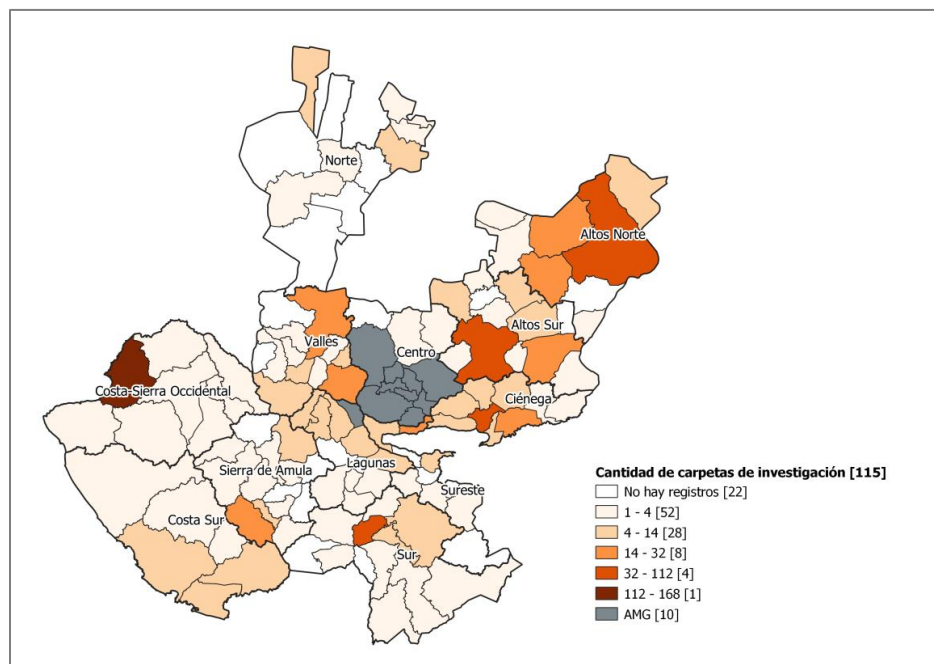 Norte
Altos Norte
Altos Sur
Valles
Centro
Costa-Sierra Occidental
Ciénega
Sierra de Amula
Lagunas
Sureste
Costa Sur
Sur
Cantidad de carpetas de investigación [115]
No hay registros [22]
1 - 4 [52]
4 - 14 [28]
14 - 32 [8]
32 - 112 [4]
112 - 168 [1]
AMG [10]